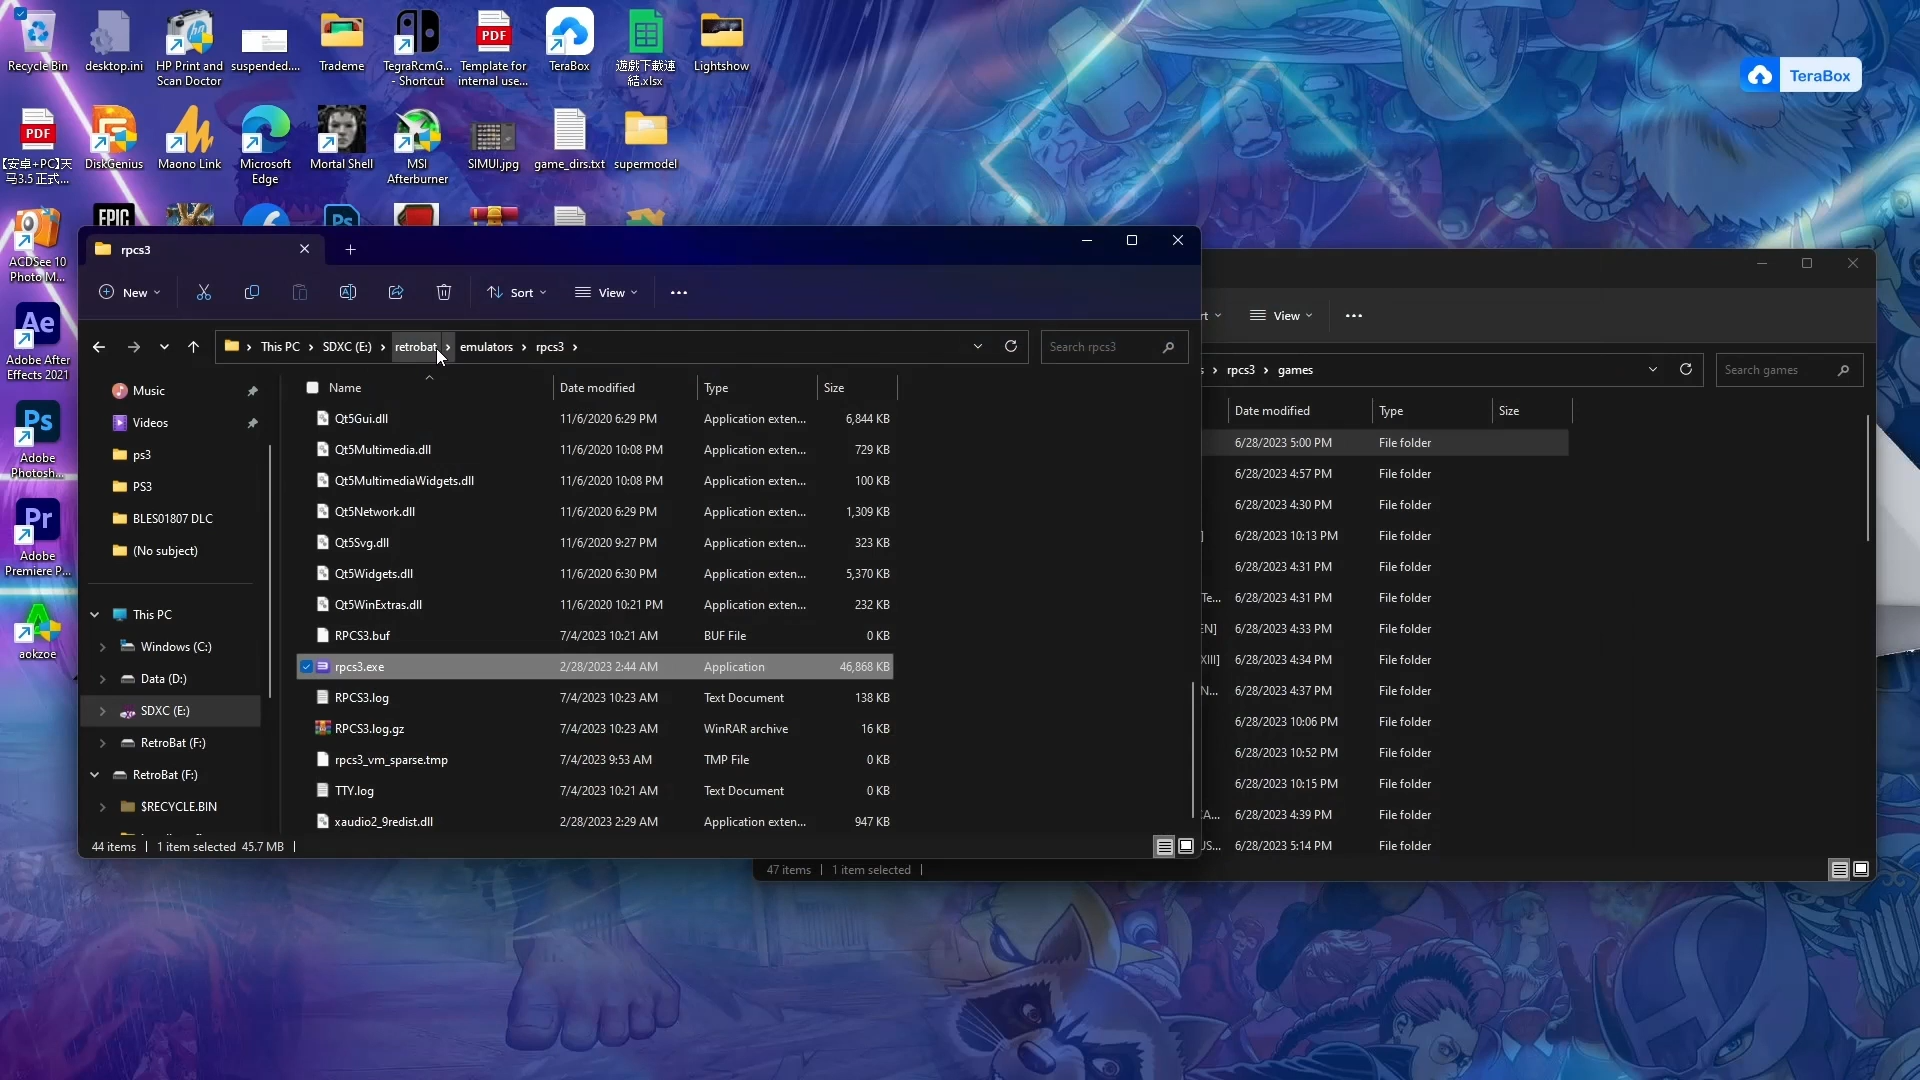 Recycle Bin
desktop.ini
HP Print and
Scan Doctor
suspended....
Trademe
TegraRcmG...
- Shortcut
PDF
Template for
internal use...
TeraBox
遊戲下載連
結.xlsx
Lightshow
TeraBox
PDF
【安卓+PC】天
马3.5 正式...
DiskGenius
Maono Link
Microsoft
Edge
Mortal Shell
MSI
Afterburner
SIMUI.jpg
game_dirs.txt
supermodel
EPIC
Ps
ACDSee 10
Photo M...
Ae
Adobe After
Effects 2021
Ps
Adobe
Photosh...
Pr
Adobe
Premiere P...
aokzoe
rpcs3
New
Sort
View
This PC
SDXC (E:)
retrobat
emulators
rpcs3
Search rpcs3
Music
Videos
ps3
PS3
BLES01807 DLC
(No subject)
This PC
Windows (C:)
Data (D:)
SDXC (E:)
RetroBat (F:)
RetroBat (F:)
$RECYCLE.BIN
Name Date modified Type Size
Qt5Gui.dll 11/6/2020 6:29 PM Application exten... 6,844 KB
Qt5Multimedia.dll 11/6/2020 10:08 PM Application exten... 729 KB
Qt5MultimediaWidgets.dll 11/6/2020 10:08 PM Application exten... 100 KB
Qt5Network.dll 11/6/2020 6:29 PM Application exten... 1,309 KB
Qt5Svg.dll 11/6/2020 9:27 PM Application exten... 323 KB
Qt5Widgets.dll 11/6/2020 6:30 PM Application exten... 5,370 KB
Qt5WinExtras.dll 11/6/2020 10:21 PM Application exten... 232 KB
RPCS3.buf 7/4/2023 10:21 AM BUF File 0 KB
rpcs3.exe 2/28/2023 2:44 AM Application 46,868 KB
RPCS3.log 7/4/2023 10:23 AM Text Document 138 KB
RPCS3.log.gz 7/4/2023 10:23 AM WinRAR archive 16 KB
rpcs3_vm_sparse.tmp 7/4/2023 9:53 AM TMP File 0 KB
TTY.log 7/4/2023 10:21 AM Text Document 0 KB
xaudio2_9redist.dll 2/28/2023 2:29 AM Application exten... 947 KB
44 items 1 item selected 45.7 MB
rt
View
s rpcs3 games
Search games
Date modified Type Size
6/28/2023 5:00 PM File folder
6/28/2023 4:57 PM File folder
6/28/2023 4:30 PM File folder
] 6/28/2023 10:13 PM File folder
6/28/2023 4:31 PM File folder
Te... 6/28/2023 4:31 PM File folder
EN] 6/28/2023 4:33 PM File folder
XIII] 6/28/2023 4:34 PM File folder
N... 6/28/2023 4:37 PM File folder
6/28/2023 10:06 PM File folder
6/28/2023 10:52 PM File folder
6/28/2023 10:15 PM File folder
CA... 6/28/2023 4:39 PM File folder
US... 6/28/2023 5:14 PM File folder
47 items 1 item selected